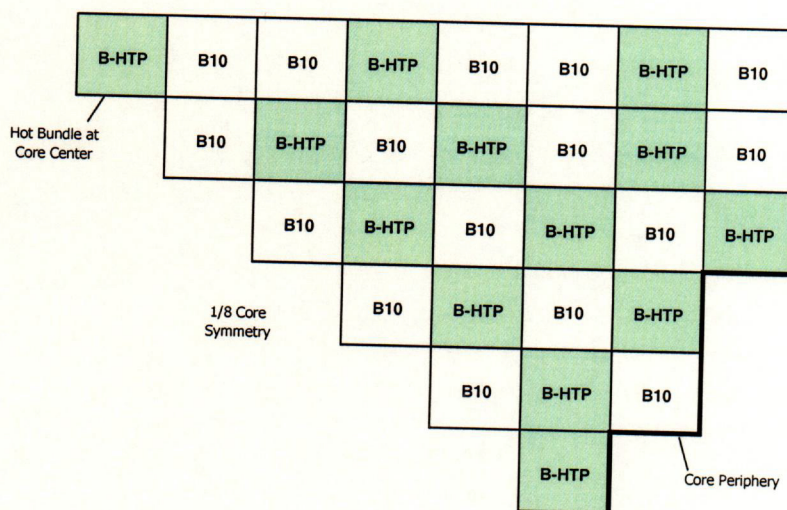 B-HTP B10 B10 B-HTP B10 B10 B-HTP B10
Hot Bundle at
Core Center
B10 B-HTP B10 B-HTP B10 B-HTP B10
B10 B-HTP B10 B-HTP B10 B-HTP
1/8 Core
Symmetry
B10 B-HTP B10 B-HTP
B10 B-HTP B10
B-HTP
Core Periphery